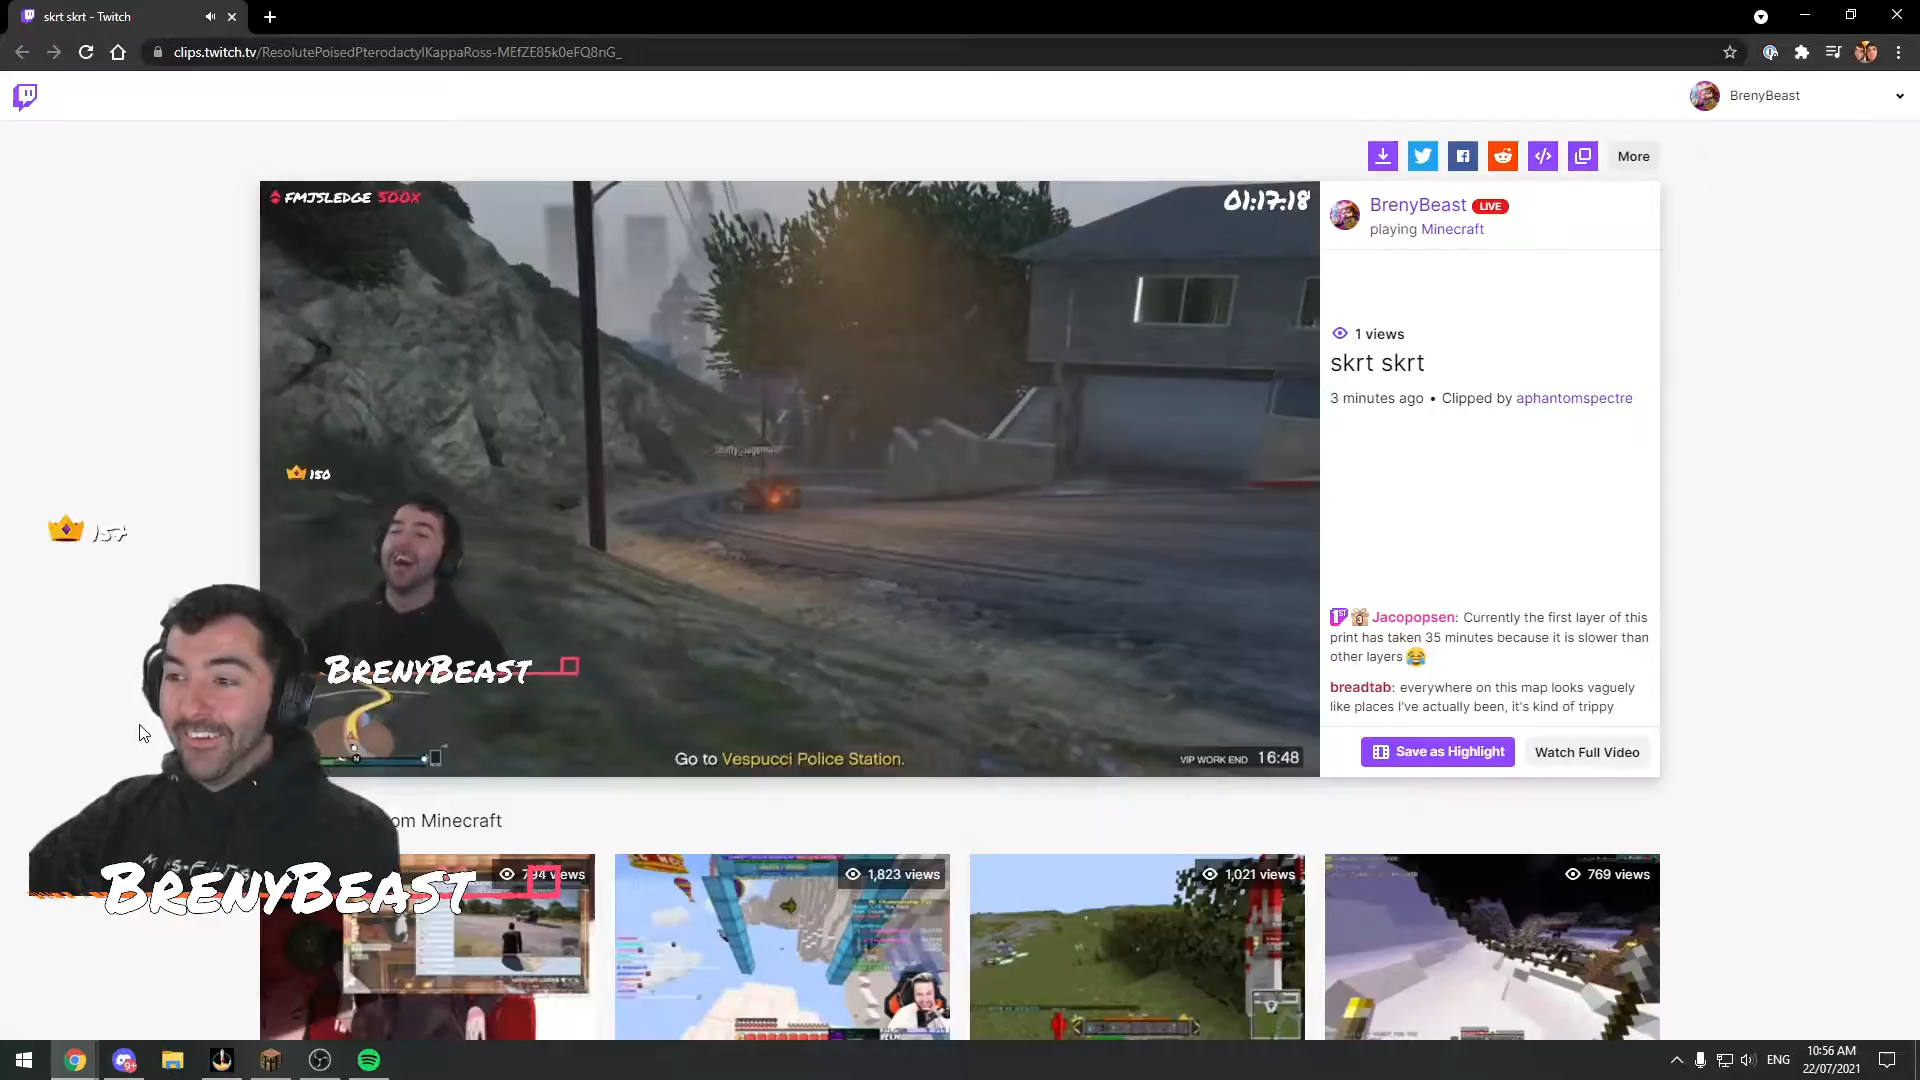 skrt skrt - Twitch
clips.twitch.tv/ResolutePoisedPterodactylKappaRoss-MEfZE85k0eFQ8nG_
BrenyBeast
More
FMJSLEDGE 500X
01:17:18
BrenyBeast LIVE
playing Minecraft
1 views
skrt skrt
3 minutes ago • Clipped by aphantomspectre
150
157
Jacopopsen: Currently the first layer of this
print has taken 35 minutes because it is slower than
other layers 😂
breadtab: everywhere on this map looks vaguely
like places I've actually been, it's kind of trippy
BrenyBeast
Go to Vespucci Police Station.
VIP WORK END 16:48
Save as Highlight
Watch Full Video
om Minecraft
BrenyBeast
794 views
1,823 views
1,021 views
769 views
9+
ENG
10:56 AM
22/07/2021